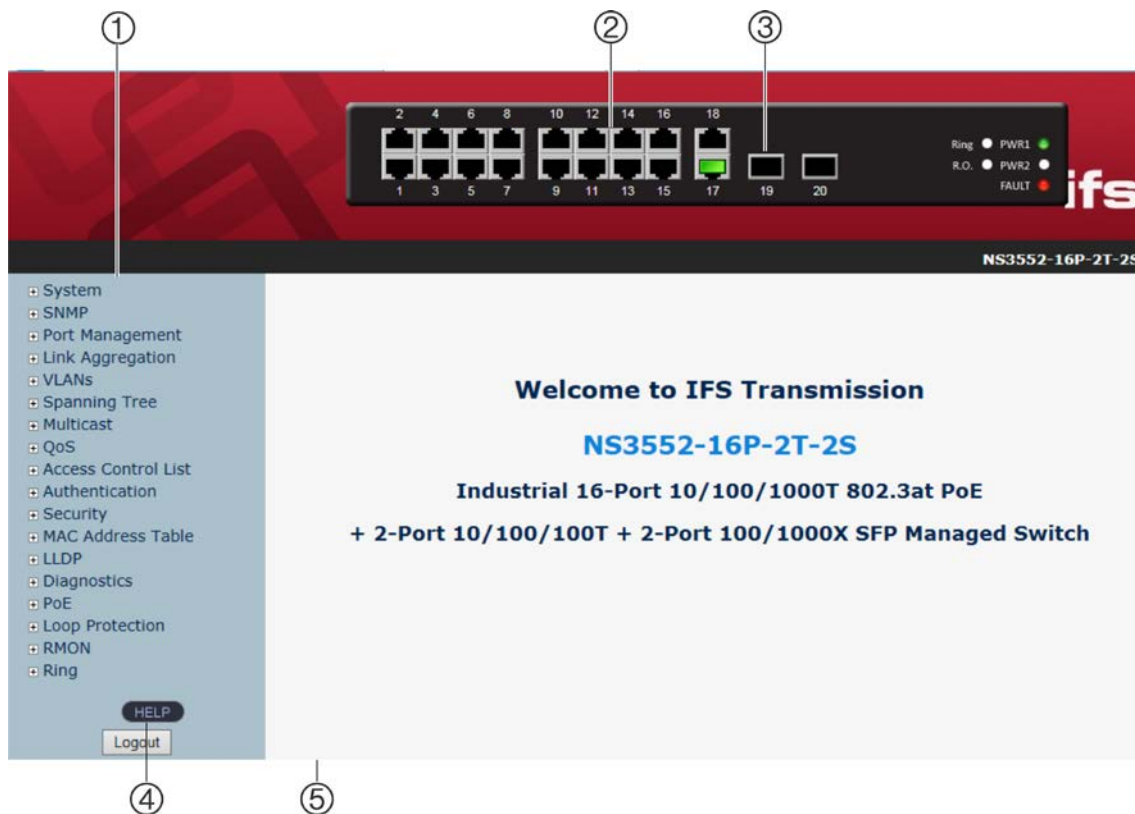 ① ② ③
2 4 6 8 10 12 14 16 18
Ring PWR1
R.O. PWR2
FAULT
1 3 5 7 9 11 13 15 17 19 20
ifs
NS3552-16P-2T-2S
System
SNMP
Port Management
Link Aggregation
VLANs
Spanning Tree
Multicast
QoS
Access Control List
Authentication
Security
MAC Address Table
LLDP
Diagnostics
PoE
Loop Protection
RMON
Ring
HELP
Logout
Welcome to IFS Transmission
NS3552-16P-2T-2S
Industrial 16-Port 10/100/1000T 802.3at PoE
+ 2-Port 10/100/100T + 2-Port 100/1000X SFP Managed Switch
④ ⑤